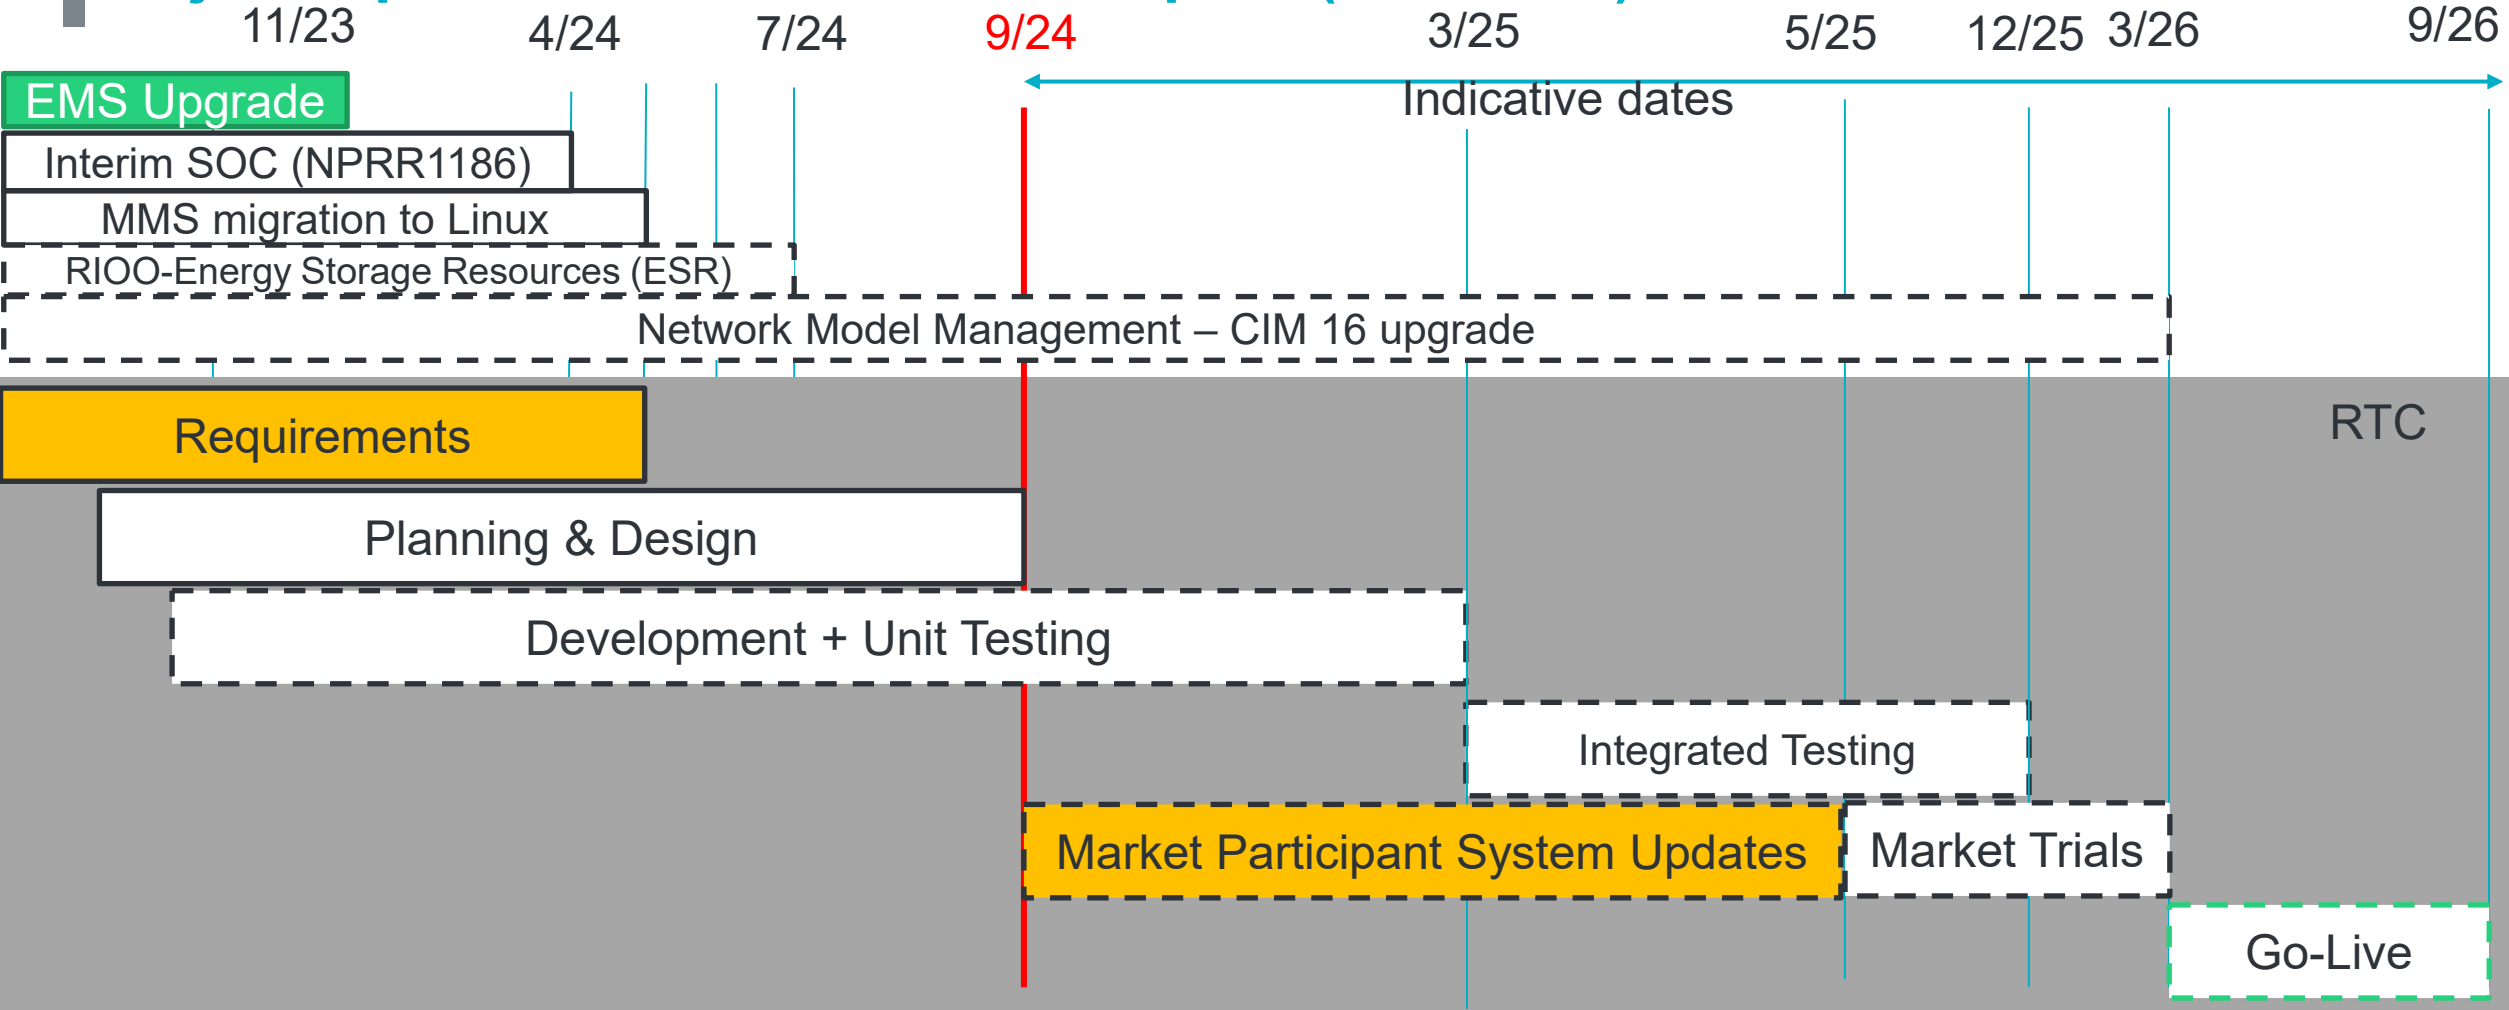 11/23
4/24
7/24
9/24
3/25
5/25
12/25
3/26
9/26
Indicative dates
EMS Upgrade
Interim SOC (NPRR1186)
MMS migration to Linux
RIOO-Energy Storage Resources (ESR)
Network Model Management – CIM 16 upgrade
RTC
Requirements
Planning & Design
Development + Unit Testing
Integrated Testing
Market Participant System Updates
Market Trials
Go-Live